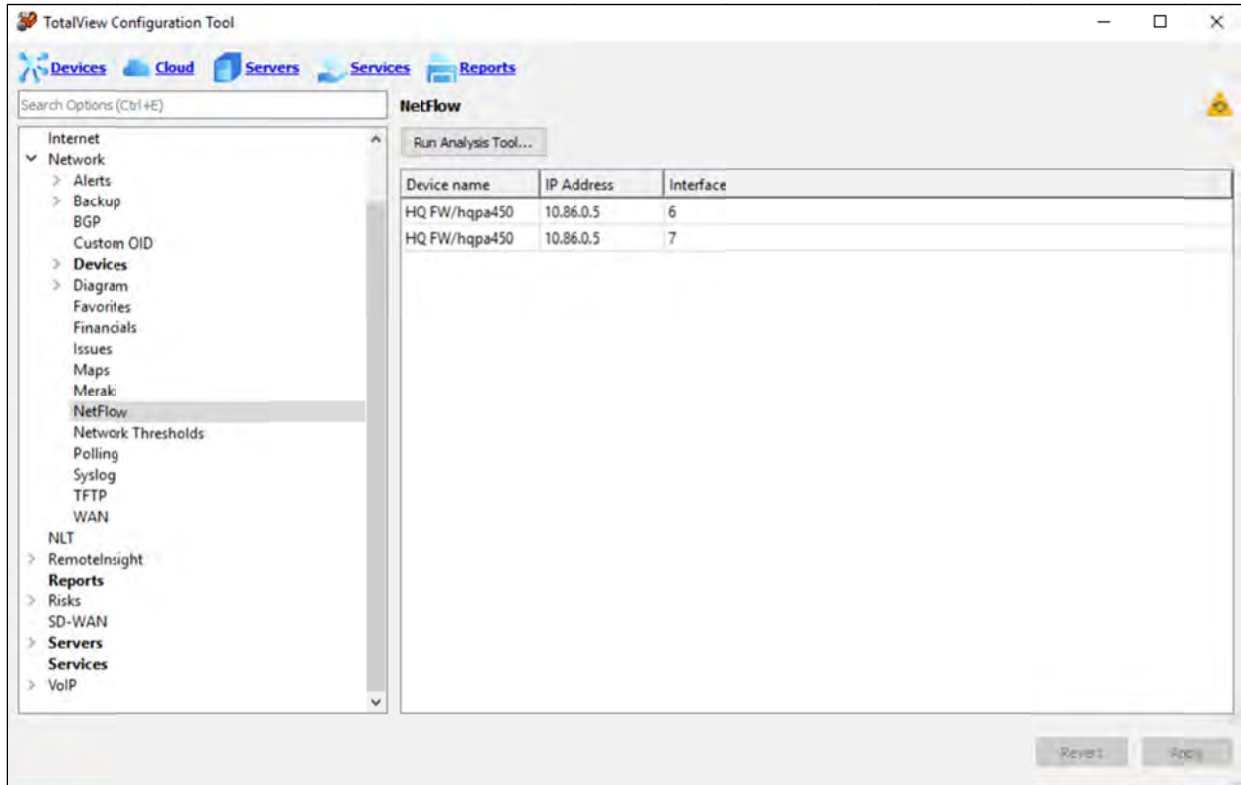 TotalView Configuration Tool
Devices Cloud Servers Services Reports
Search Options (Ctrl+E)
NetFlow
Internet
Network
Alerts
Backup
BGP
Custom OID
Devices
Diagram
Favorites
Financials
Issues
Maps
Meraki
NetFlow
Network Thresholds
Polling
Syslog
TFTP
WAN
NLT
RemoteInsight
Reports
Risks
SD-WAN
Servers
Services
VoIP
Run Analysis Tool...
Device name IP Address Interface
HQ FW/hqpa450 10.86.0.5 6
HQ FW/hqpa450 10.86.0.5 7
Revert Apply